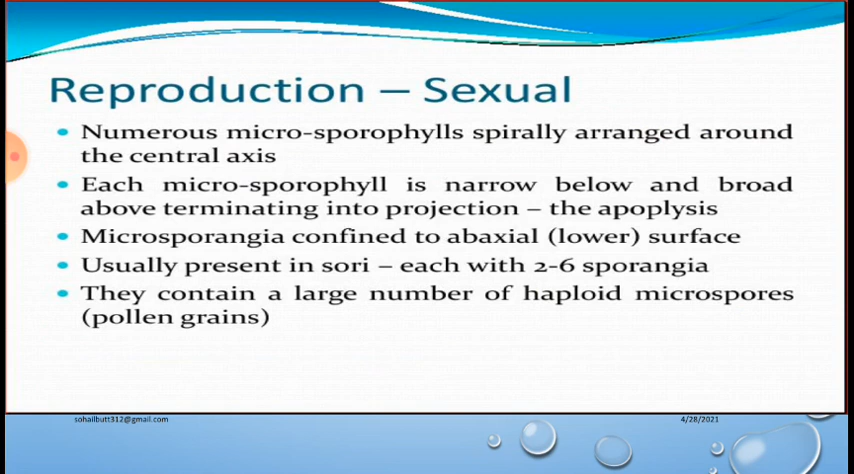 Reproduction – Sexual
• Numerous micro-sporophylls spirally arranged around
the central axis
• Each micro-sporophyll is narrow below and broad
above terminating into projection – the apoplysis
• Microsporangia confined to abaxial (lower) surface
• Usually present in sori – each with 2-6 sporangia
• They contain a large number of haploid microspores
(pollen grains)
sohailbutt312@gmail.com
4/28/2021